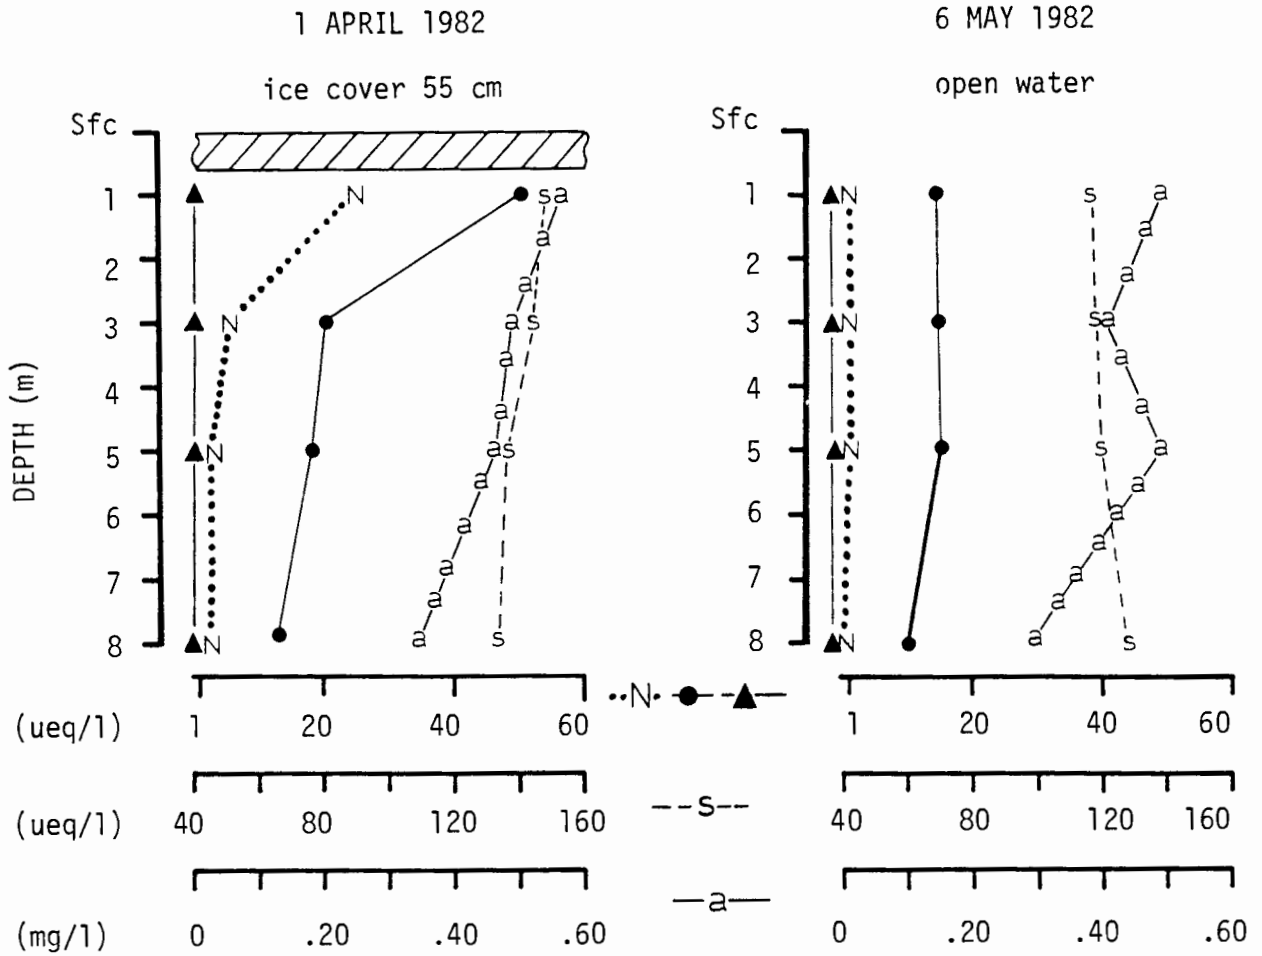 1 APRIL 1982
6 MAY 1982
ice cover 55 cm
open water
Sfc
Sfc
DEPTH (m)
1
2
3
4
5
6
7
8
N
N
N
N
s a
a
a
a s
a
a
a s
a
a
a
a
a s
1
2
3
4
5
6
7
8
N
N
N
N
s a
a
a
s a
a
a
s a
a
a
a
a
a
a s
(ueq/l) 1 20 40 60
N
1 20 40 60
(ueq/l) 40 80 120 160
s
40 80 120 160
(mg/l) 0 .20 .40 .60
a
0 .20 .40 .60